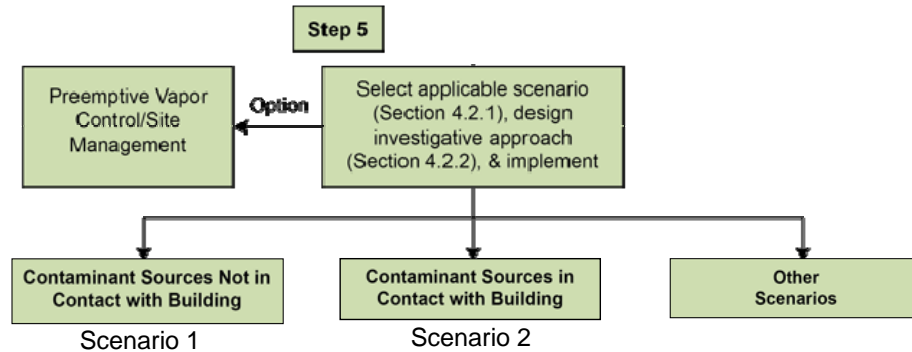 Step 5
Preemptive Vapor
Control/Site
Management
Option
Select applicable scenario
(Section 4.2.1), design
investigative approach
(Section 4.2.2), & implement
Contaminant Sources Not in
Contact with Building
Scenario 1
Contaminant Sources in
Contact with Building
Scenario 2
Other
Scenarios